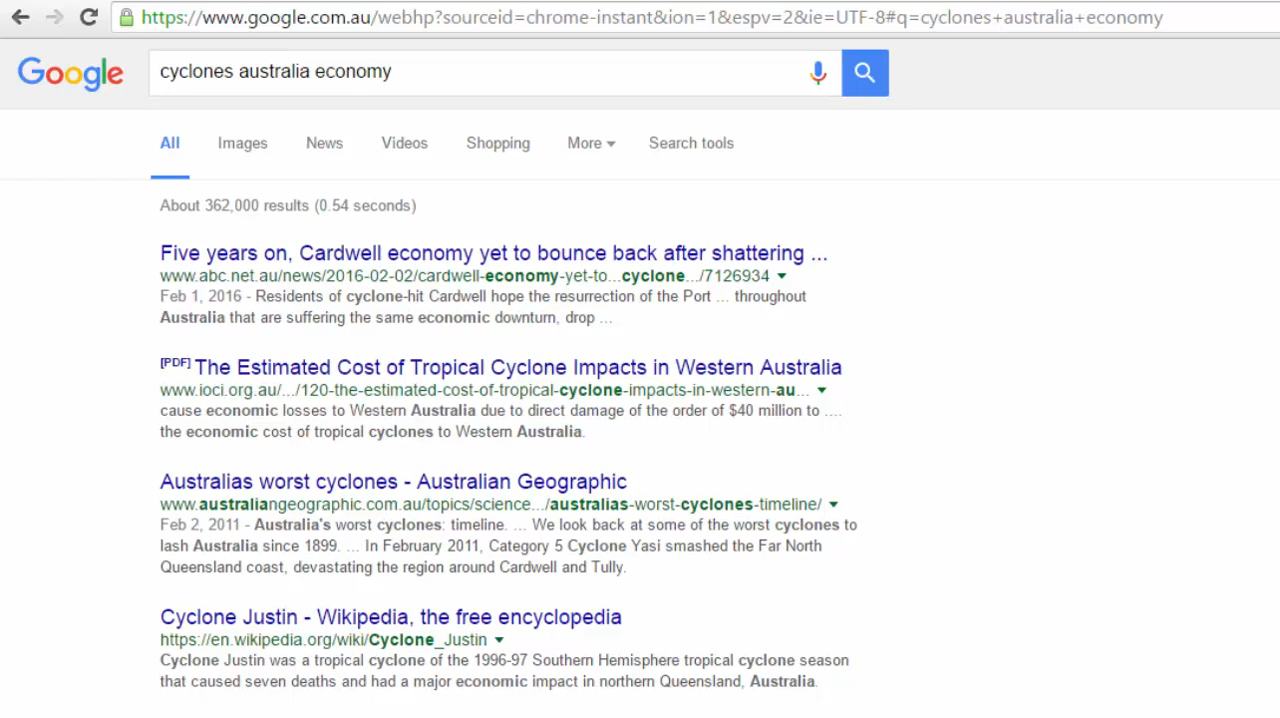 https://www.google.com.au/webhp?sourceid=chrome-instant&ion=1&espv=2&ie=UTF-8#q=cyclones+australia+economy
Google cyclones australia economy
All Images News Videos Shopping More Search tools
About 362,000 results (0.54 seconds)
Five years on, Cardwell economy yet to bounce back after shattering ...
www.abc.net.au/news/2016-02-02/cardwell-economy-yet-to...cyclone.../7126934
Feb 1, 2016 - Residents of cyclone-hit Cardwell hope the resurrection of the Port ... throughout
Australia that are suffering the same economic downturn, drop ...
[PDF] The Estimated Cost of Tropical Cyclone Impacts in Western Australia
www.ioci.org.au/.../120-the-estimated-cost-of-tropical-cyclone-impacts-in-western-au...
cause economic losses to Western Australia due to direct damage of the order of $40 million to ....
the economic cost of tropical cyclones to Western Australia.
Australias worst cyclones - Australian Geographic
www.australiangeographic.com.au/topics/science.../australias-worst-cyclones-timeline/
Feb 2, 2011 - Australia's worst cyclones: timeline. ... We look back at some of the worst cyclones to
lash Australia since 1899. ... In February 2011, Category 5 Cyclone Yasi smashed the Far North
Queensland coast, devastating the region around Cardwell and Tully.
Cyclone Justin - Wikipedia, the free encyclopedia
https://en.wikipedia.org/wiki/Cyclone_Justin
Cyclone Justin was a tropical cyclone of the 1996-97 Southern Hemisphere tropical cyclone season
that caused seven deaths and had a major economic impact in northern Queensland, Australia.